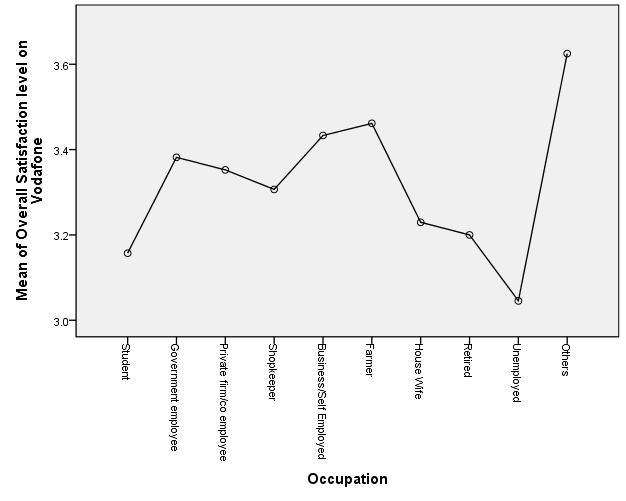 Mean of Overall Satisfaction level on
Vodafone
3.6
3.4
3.2
3.0
Student
Government employee
Private firm/co employee
Shopkeeper
Business/Self Employed
Farmer
House Wife
Retired
Unemployed
Others
Occupation